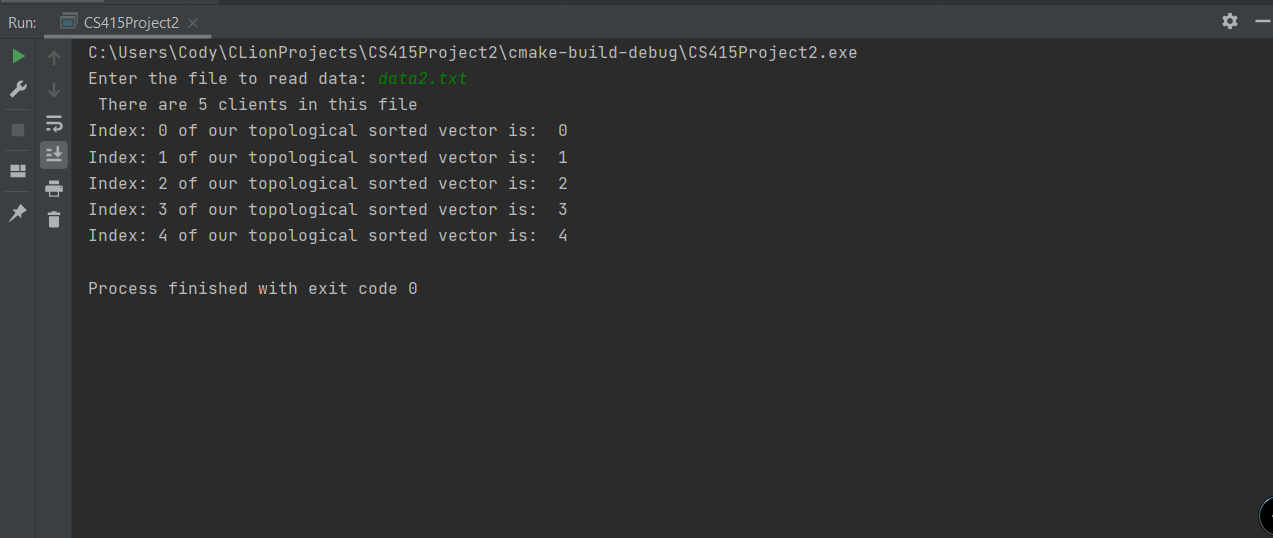 Run: CS415Project2
C:\Users\Cody\CLionProjects\CS415Project2\cmake-build-debug\CS415Project2.exe
Enter the file to read data: data2.txt
There are 5 clients in this file
Index: 0 of our topological sorted vector is:  0
Index: 1 of our topological sorted vector is:  1
Index: 2 of our topological sorted vector is:  2
Index: 3 of our topological sorted vector is:  3
Index: 4 of our topological sorted vector is:  4
Process finished with exit code 0